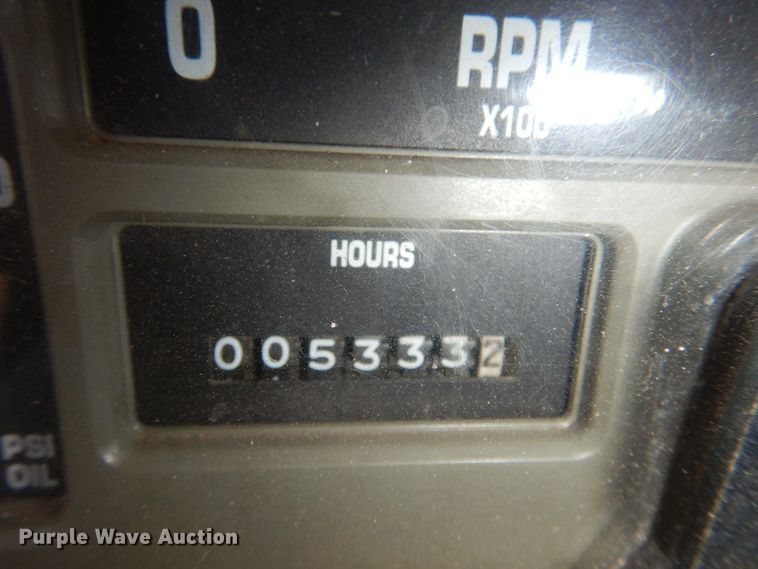 0
RPM
X100
HOURS
0053332
PSI
OIL
Purple Wave Auction